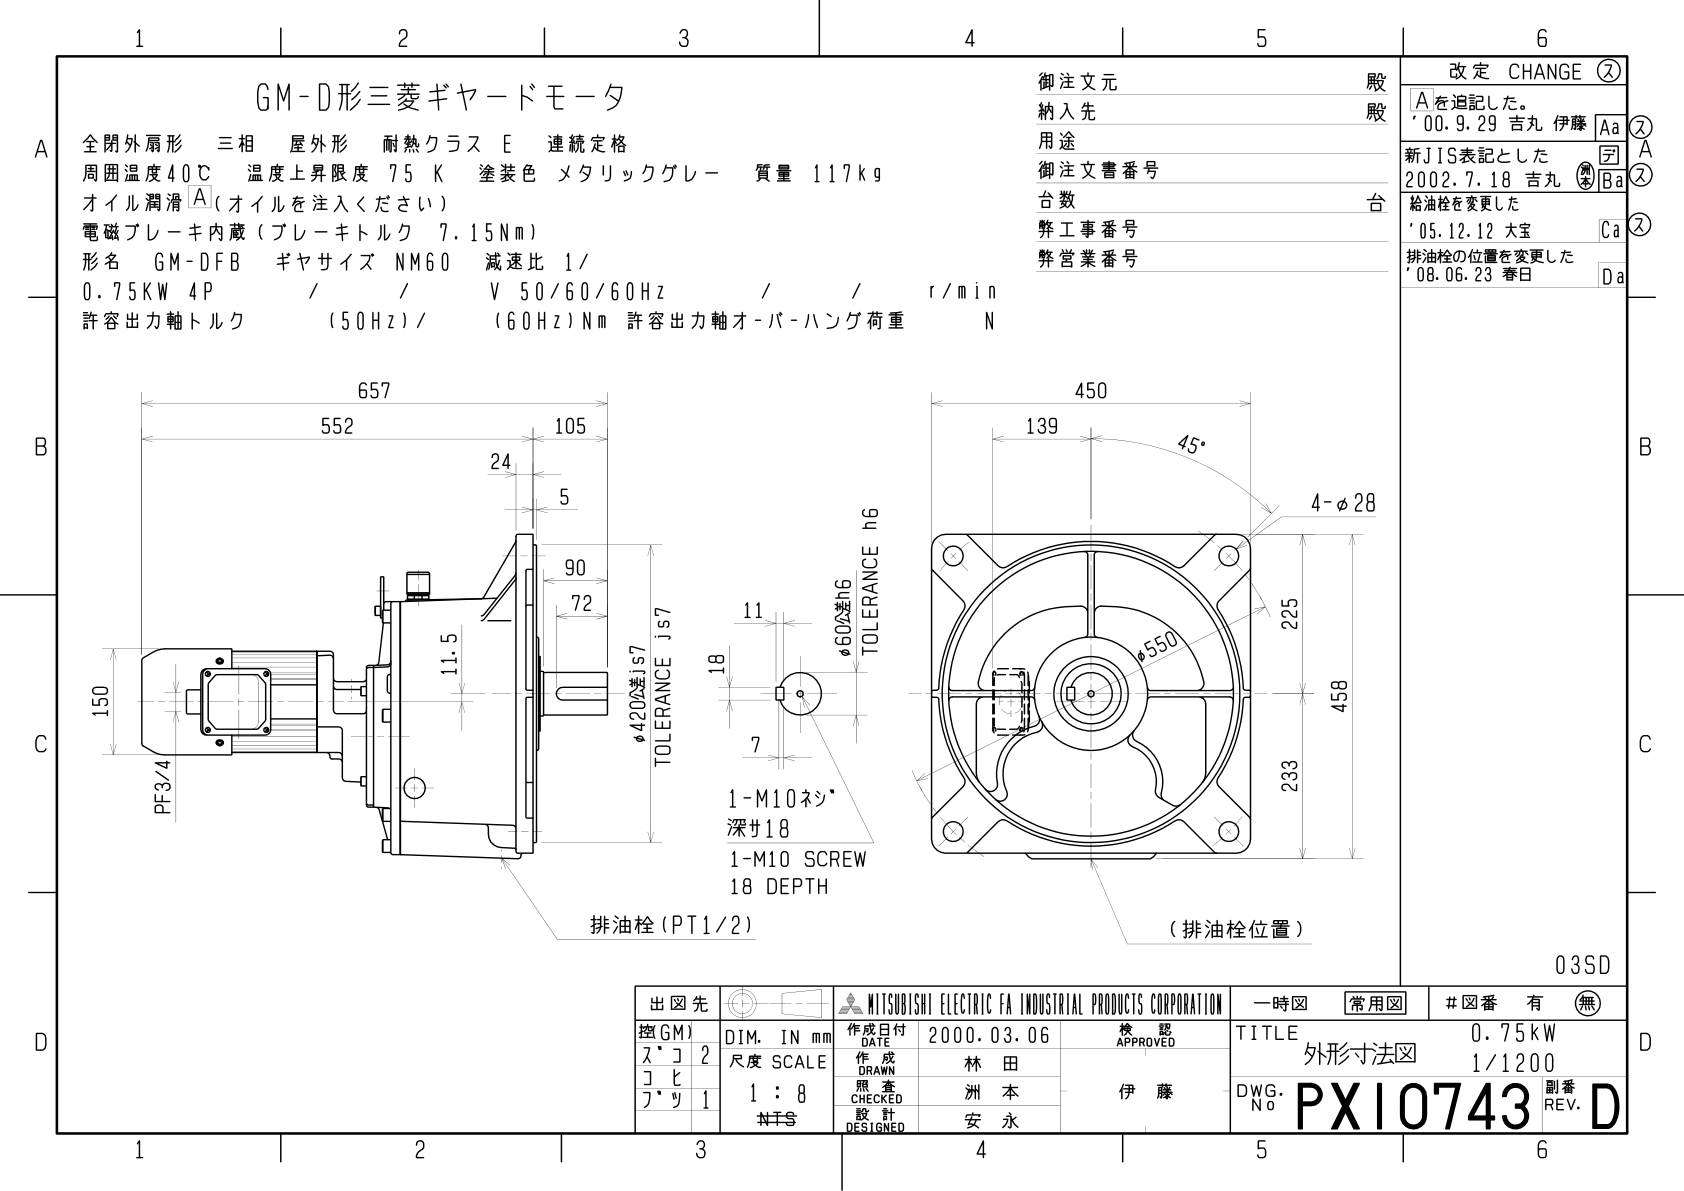 1 2 3 4 5 6
A
B
C
D
GM-D形三菱ギヤードモータ
全閉外扇形 三相 屋外形 耐熱クラス E 連続定格
周囲温度40℃ 温度上昇限度 75 K 塗装色 メタリックグレー 質量 117kg
オイル潤滑 A (オイルを注入ください)
電磁ブレーキ内蔵(ブレーキトルク 7.15Nm)
形名 GM-DFB ギヤサイズ NM60 減速比 1/
0.75KW 4P / / V 50/60/60Hz / / r/min
許容出力軸トルク (50Hz)/ (60Hz)Nm 許容出力軸オーバーハング荷重 N
御注文元 殿
納入先 殿
用途
御注文書番号
台数 台
弊工事番号
弊営業番号
改定 CHANGE ス
Aを追記した。
'00.9.29 吉丸 伊藤 Aa ス
新JIS表記とした デ A
2002.7.18 吉丸 洲本 Ba ス
給油栓を変更した
'05.12.12 大宝 Ca ス
排油栓の位置を変更した
'08.06.23 春日 Da
657
552 105
24
5
90
72
11.5
150
PF3/4
φ420公差js7
TOLERANCE js7
排油栓(PT1/2)
11
18
7
φ60公差h6
TOLERANCE h6
1-M10ネジ
深サ18
1-M10 SCREW
18 DEPTH
450
139
45°
4-φ28
φ550
225
458
233
(排油栓位置)
B
C
03SD
出図先
控(GM)
ズコ 2
コヒ
ブツ 1
DIM. IN mm
尺度 SCALE
1 : 8
NTS
MITSUBISHI ELECTRIC FA INDUSTRIAL PRODUCTS CORPORATION
作成日付
DATE
2000.03.06
検 認
APPROVED
作 成
DRAWN
林 田
照 査
CHECKED
洲 本
伊 藤
設 計
DESIGNED
安 永
一時図 常用図 #図番 有 無
TITLE
外形寸法図
0.75kW
1/1200
DWG.
No
PX10743
副番
REV.
D
D
1 2 3 4 5 6